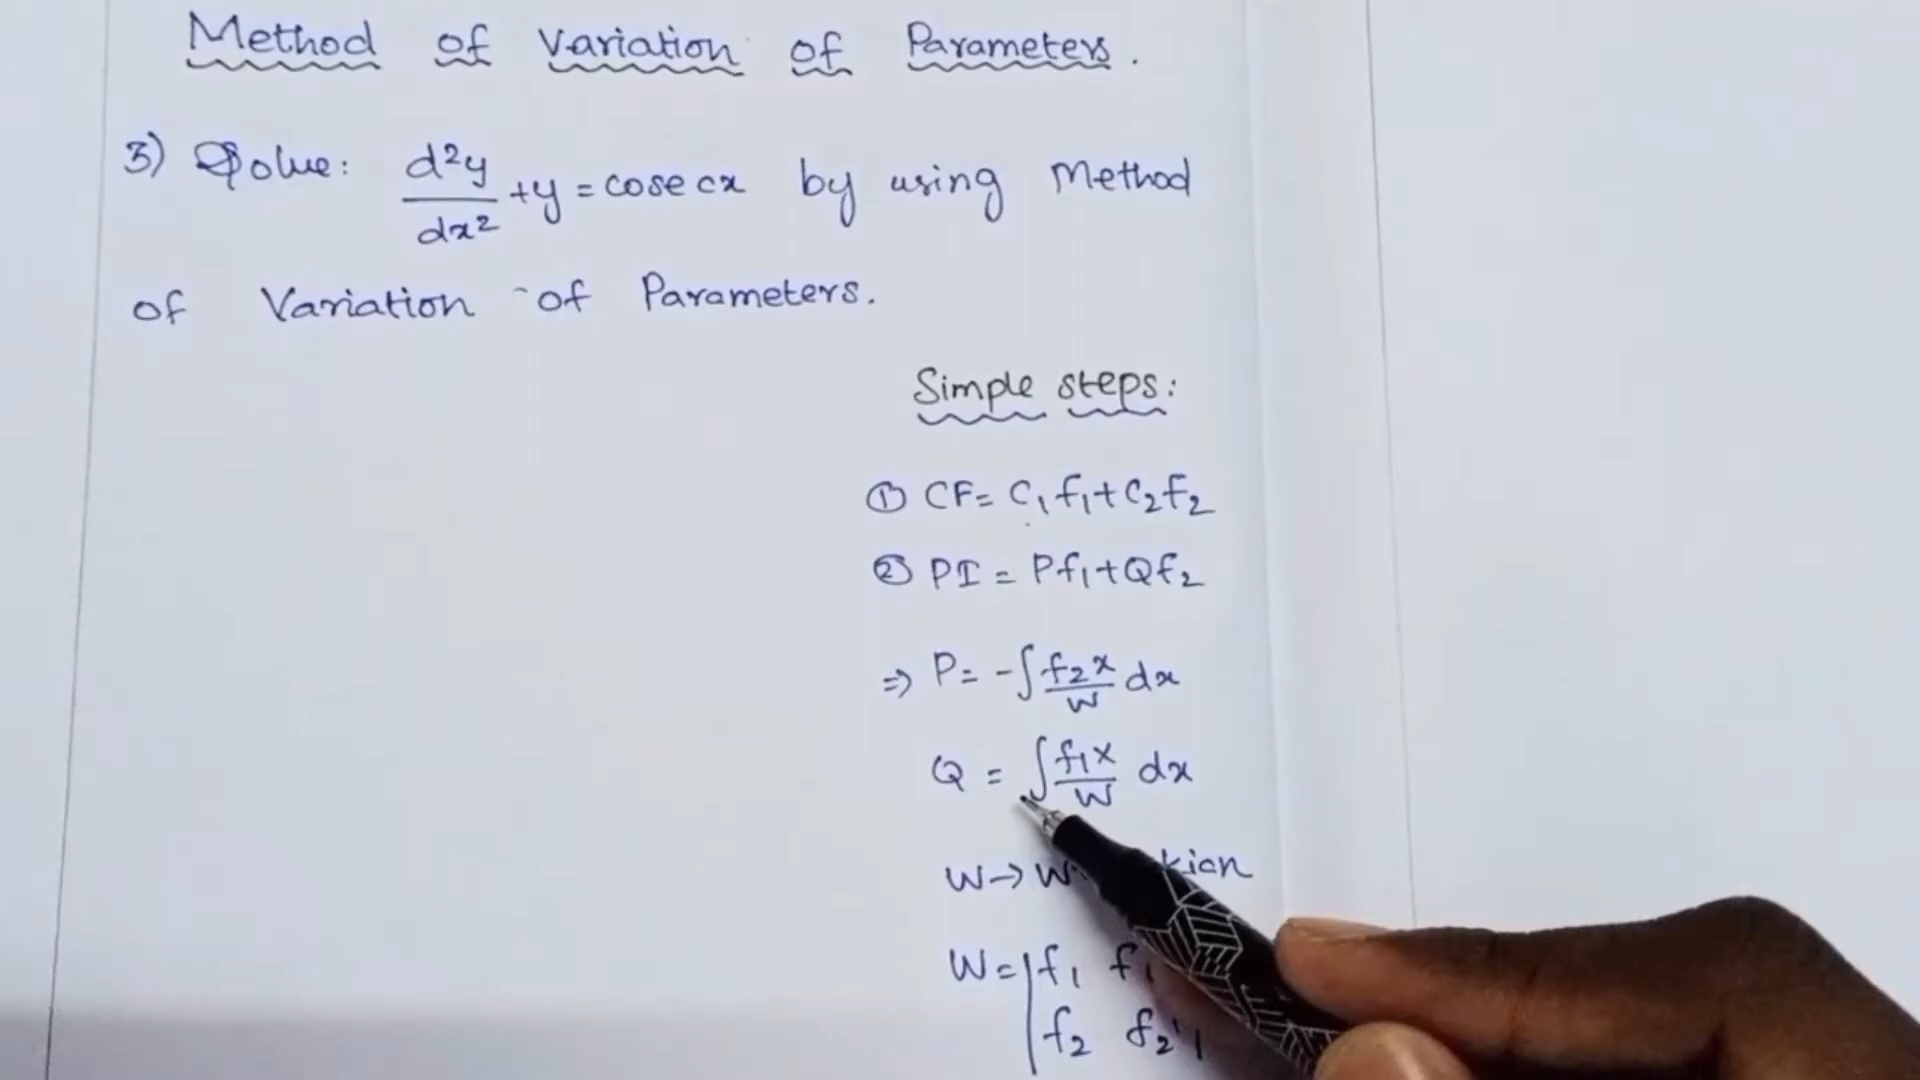 Method of Variation of Parameters.
3) Solve: d²y/dx² + y = cosecx by using Method
of Variation of Parameters.
Simple steps:
① CF = C₁f₁+C₂f₂
② PI = Pf₁+Qf₂
⇒ P = -∫ f₂x/W dx
Q = ∫ f₁X/W dx
W →
W = | f₁
f₂ f₂' |